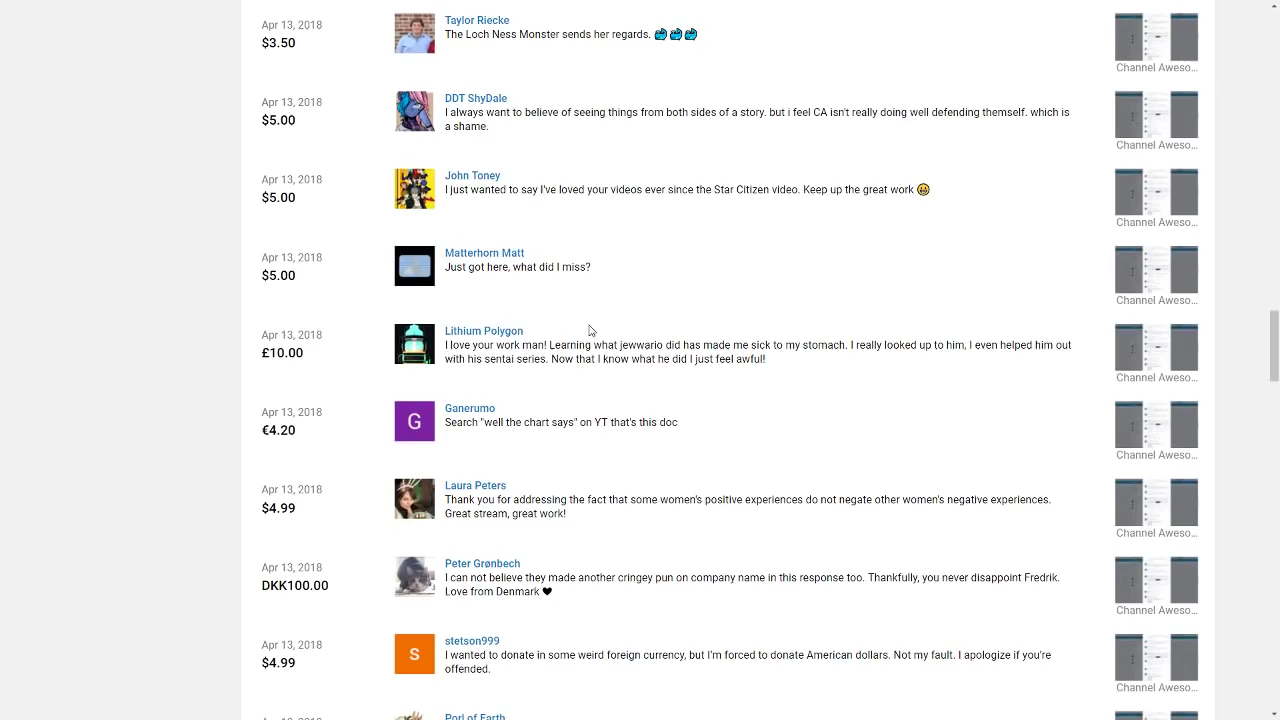 Apr 13, 2018
$3.50
Taylor Riecke
The Loch Ness Monster sends his regards.
Channel Aweso...
Apr 13, 2018
$5.00
DDT ShyDale
I always want to be fair of seeing things from both sides of a story. but i feel CA isn't really doing well defending themself. which is
a shame.
Channel Aweso...
Apr 13, 2018
$5.00
John Toney
Just wanted to say I've loved your videos ever since the Star Citizen video. Keep up the great work
Channel Aweso...
Apr 13, 2018
$5.00
Matterhorn Matt
Just got here, what did I miss?
Channel Aweso...
Apr 13, 2018
£10.00
Lithium Polygon
Love your work man! Learning what Jewwario did has made me sick to my stomach, I really looked up to him, I even helped him out
with his sentai series. Now that I know what he did I just feel awful!
Channel Aweso...
Apr 13, 2018
€4.20
Ganerumo
G
Search "well the chart says" on YT that's this doc
Channel Aweso...
Apr 13, 2018
$4.99
Laura Peters
Thank you for addressing the fact that some women's positive experiences don't negate other women's negative experiences.
Great stream, great work!
Channel Aweso...
Apr 13, 2018
DKK100.00
Peter Grønbech
I can not believe they made another money pun onododo mama in this episode too. Thankfully, you never disappoint Fredrik.
Love from Denmark
Channel Aweso...
Apr 13, 2018
$4.99
stetson999
S
I wanted to donate in some weird foreign currency, but I'm forced to donate American dollars. Not my fault. I apologize if you're
Channel Aweso...
Porl of Earth